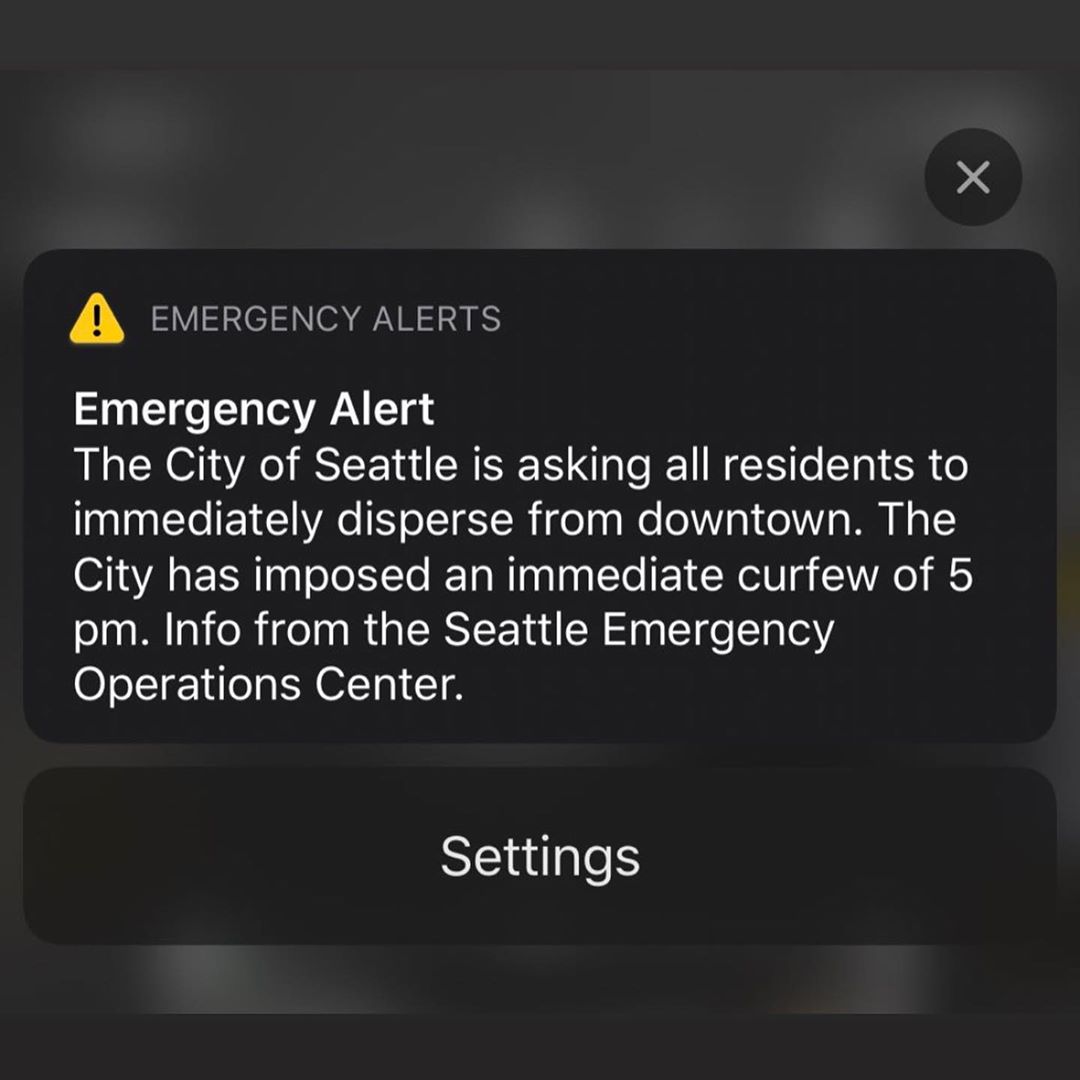 EMERGENCY ALERTS
Emergency Alert
The City of Seattle is asking all residents to
immediately disperse from downtown. The
City has imposed an immediate curfew of 5
pm. Info from the Seattle Emergency
Operations Center.
Settings